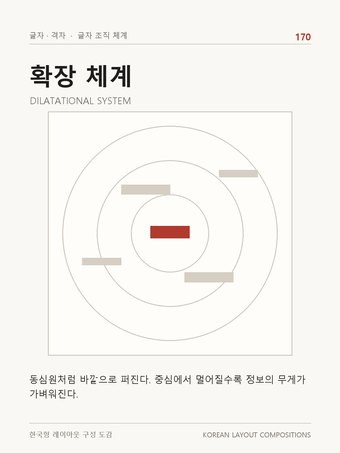 글자 · 격자 · 글자 조직 체계
170
확장 체계
DILATATIONAL SYSTEM
동심원처럼 바깥으로 퍼진다. 중심에서 멀어질수록 정보의 무게가
가벼워진다.
한국형 레이아웃 구성 도감
KOREAN LAYOUT COMPOSITIONS